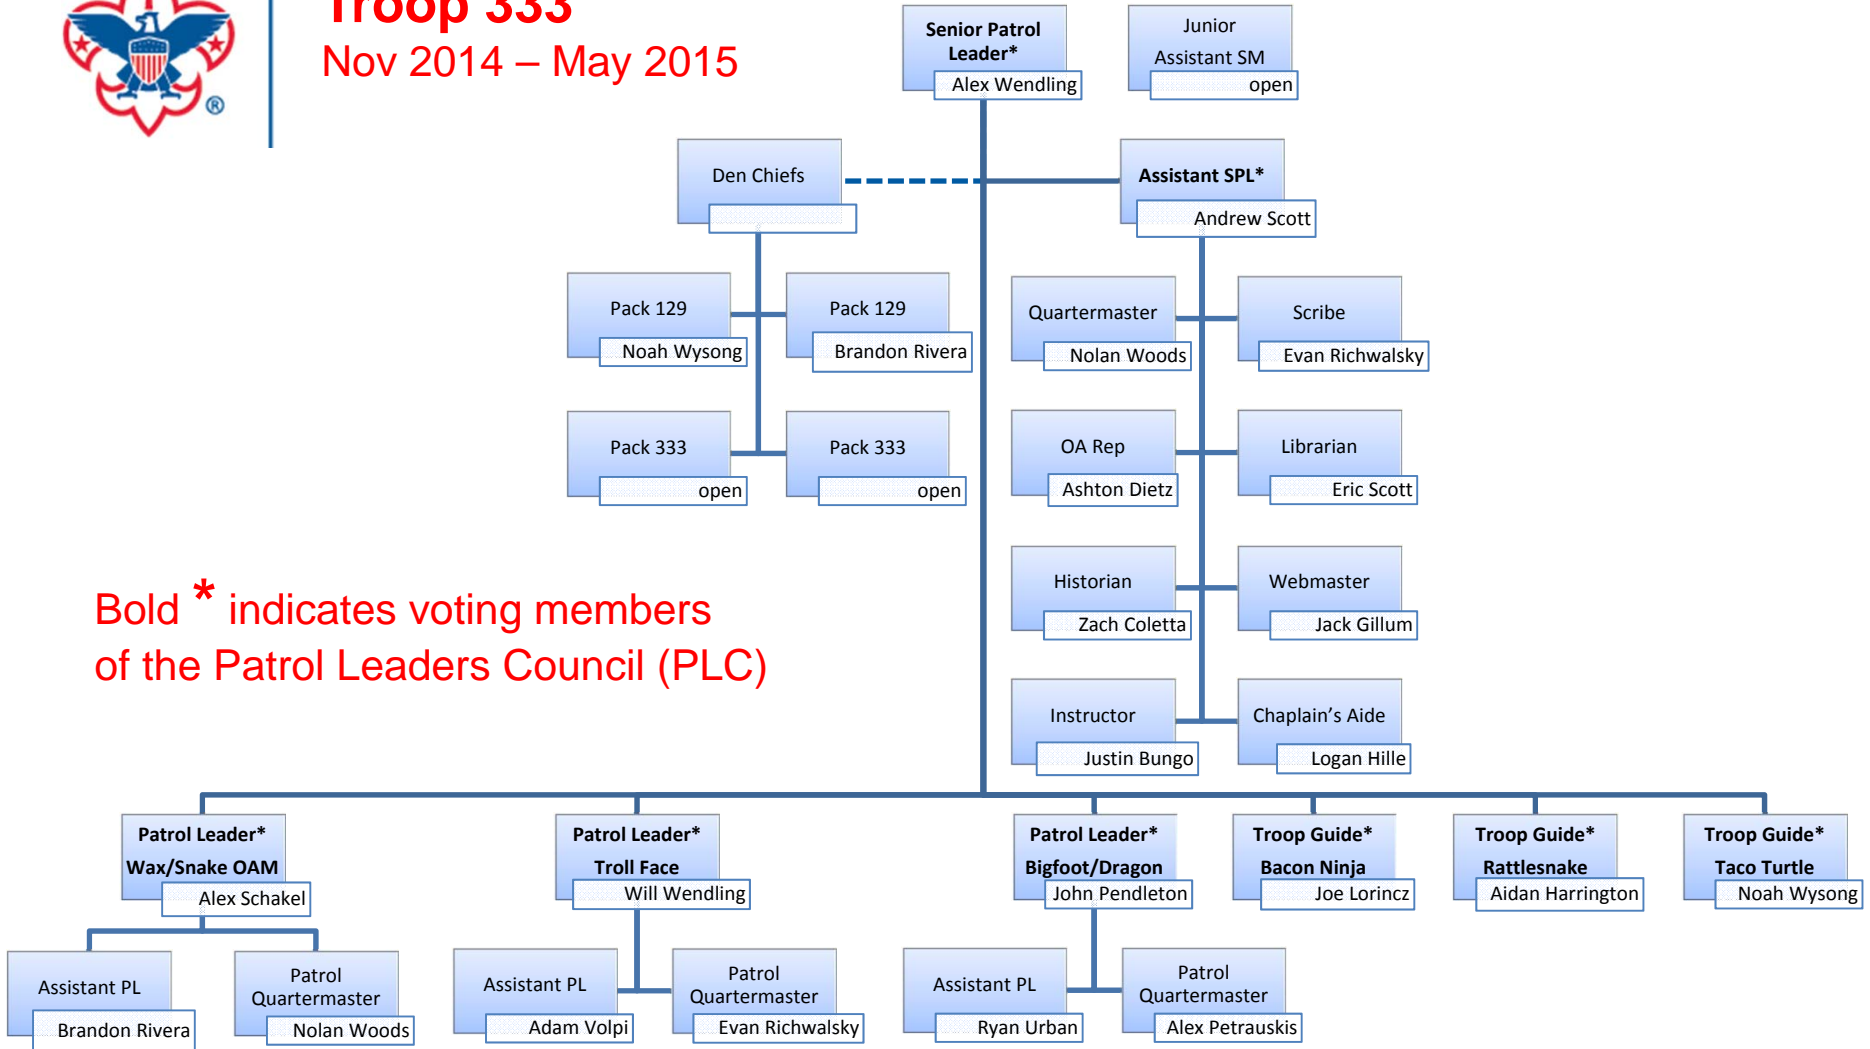 Troop 333
Nov 2014 – May 2015
Senior Patrol
Leader*
Alex Wendling
Junior
Assistant SM
open
Den Chiefs
Assistant SPL*
Andrew Scott
Pack 129
Noah Wysong
Pack 129
Brandon Rivera
Quartermaster
Nolan Woods
Scribe
Evan Richwalsky
Pack 333
open
Pack 333
open
OA Rep
Ashton Dietz
Librarian
Eric Scott
Historian
Zach Coletta
Webmaster
Jack Gillum
Bold * indicates voting members
of the Patrol Leaders Council (PLC)
Instructor
Justin Bungo
Chaplain’s Aide
Logan Hille
Patrol Leader*
Wax/Snake OAM
Alex Schakel
Patrol Leader*
Troll Face
Will Wendling
Patrol Leader*
Bigfoot/Dragon
John Pendleton
Troop Guide*
Bacon Ninja
Joe Lorincz
Troop Guide*
Rattlesnake
Aidan Harrington
Troop Guide*
Taco Turtle
Noah Wysong
Assistant PL
Brandon Rivera
Patrol
Quartermaster
Nolan Woods
Assistant PL
Adam Volpi
Patrol
Quartermaster
Evan Richwalsky
Assistant PL
Ryan Urban
Patrol
Quartermaster
Alex Petrauskis
®